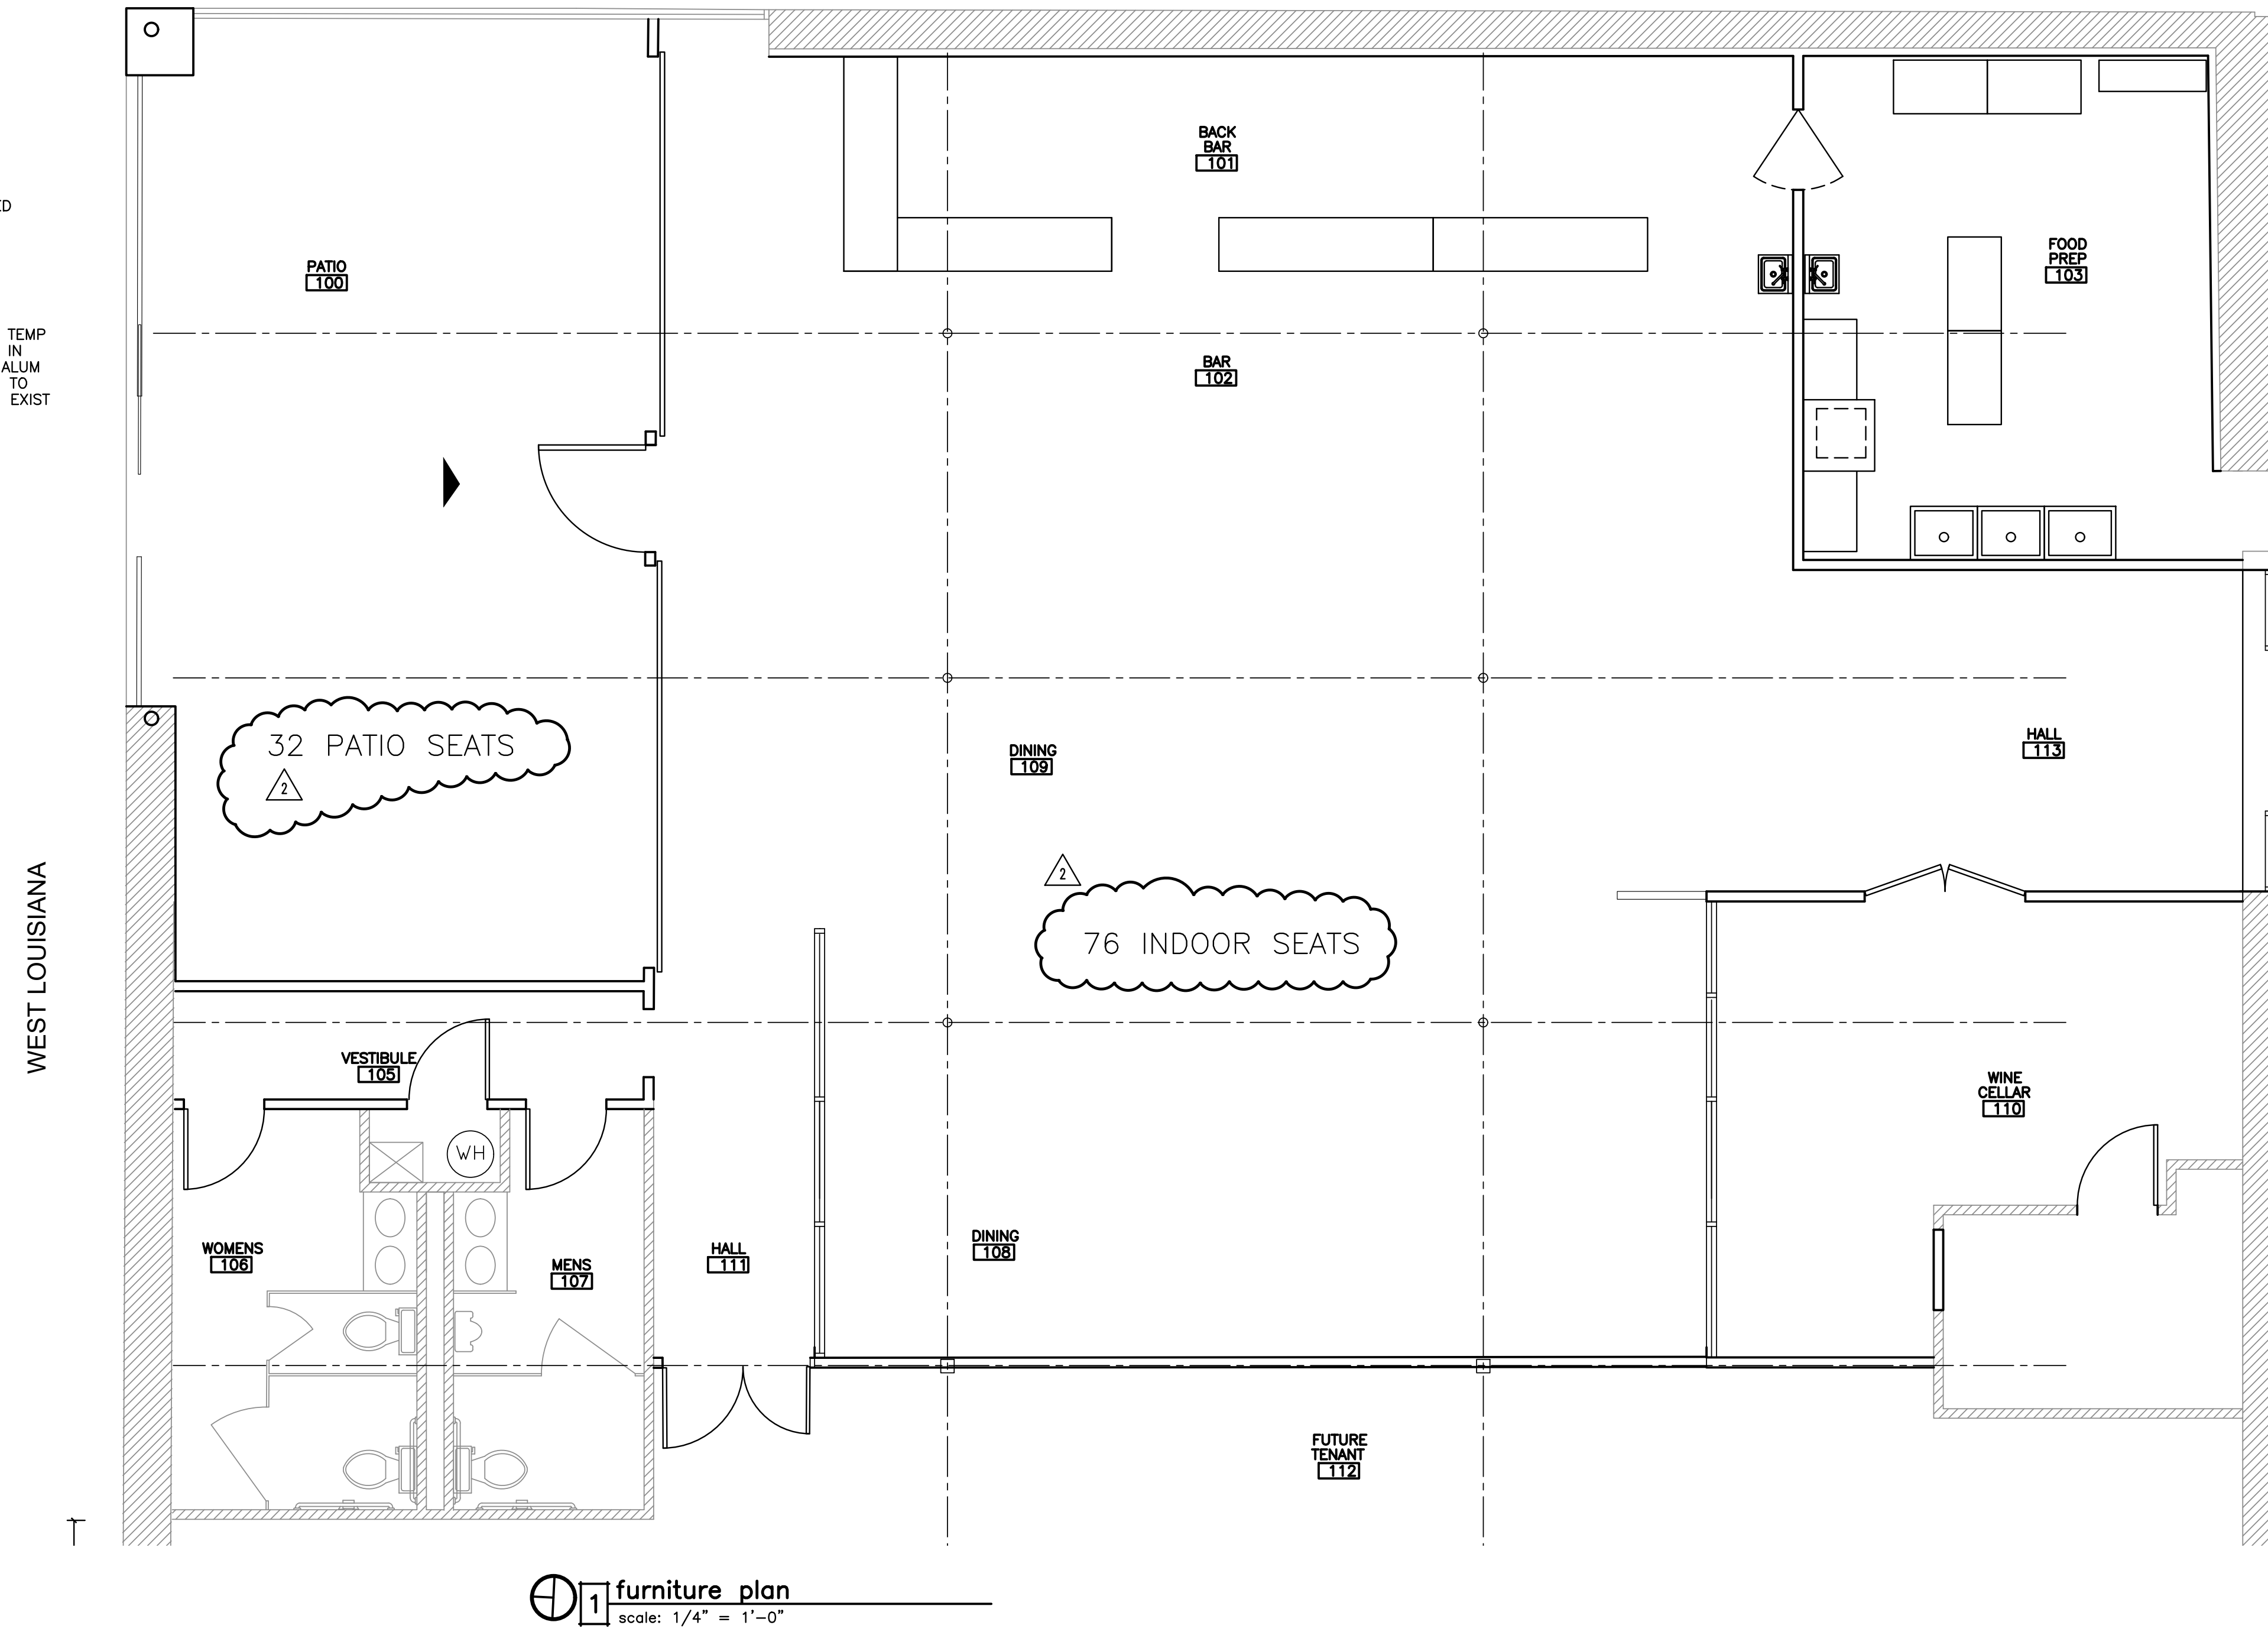 BACK
BAR
101
ED
FOOD
PREP
103
PATIO
100
TEMP
IN
ALUM
TO
EXIST
BAR
102
32 PATIO SEATS
2
DINING
109
HALL
113
2
76 INDOOR SEATS
WEST LOUISIANA
VESTIBULE
105
WH
WINE
CELLAR
110
WOMENS
106
MENS
107
HALL
111
DINING
108
FUTURE
TENANT
112
1 furniture plan
scale: 1/4" = 1'-0"